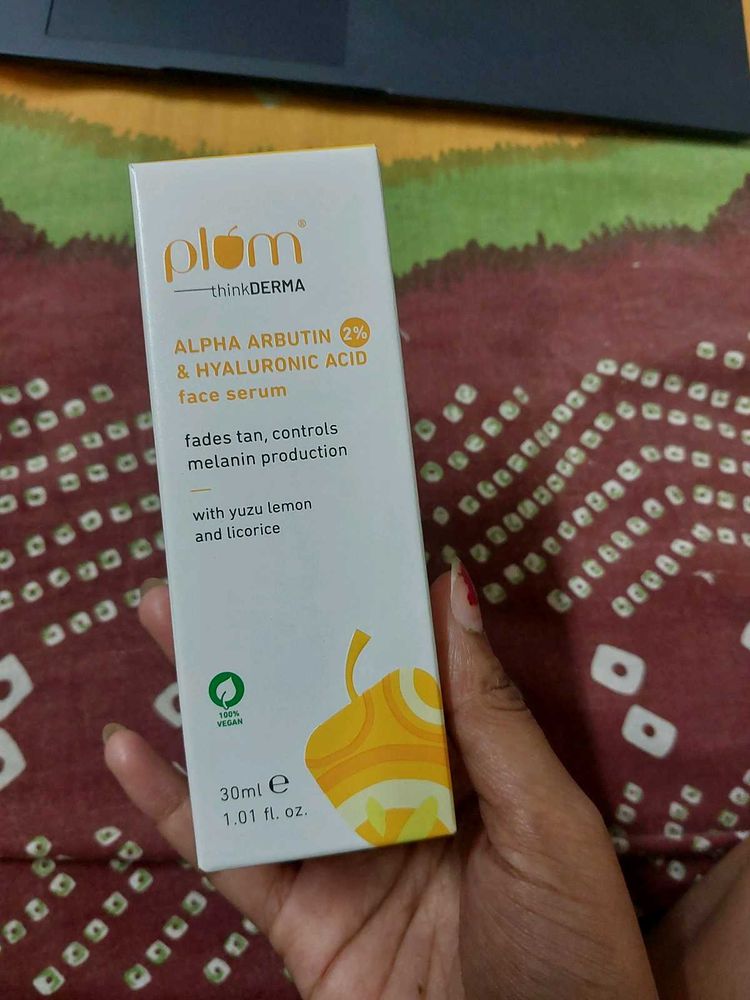 plum®
thinkDERMA
ALPHA ARBUTIN 2%
& HYALURONIC ACID
face serum
fades tan, controls
melanin production
with yuzu lemon
and licorice
100%
VEGAN
30ml ℮
1.01 fl. oz.